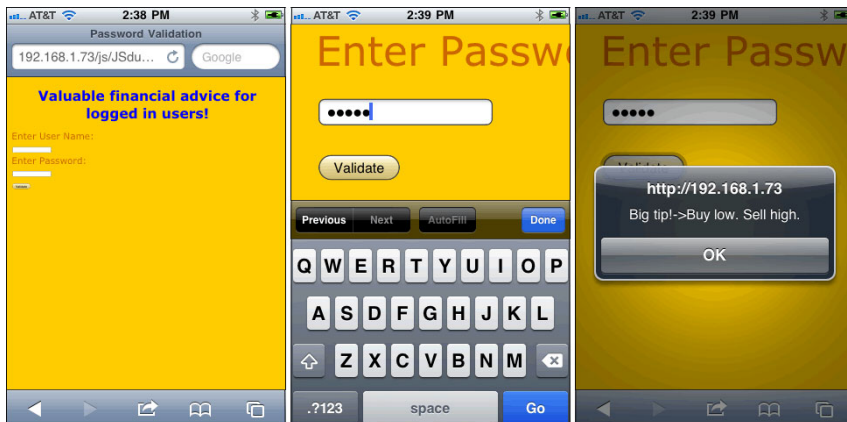 AT&T 2:38 PM
Password Validation
192.168.1.73/js/JSdu... Google
Valuable financial advice for
logged in users!
Enter User Name:
Enter Password:
AT&T 2:39 PM
Enter Passw
•••••
Validate
Previous Next AutoFill Done
Q W E R T Y U I O P
A S D F G H J K L
Z X C V B N M
.?123 space Go
AT&T 2:39 PM
Enter Passw
•••••
Validate
http://192.168.1.73
Big tip!->Buy low. Sell high.
OK